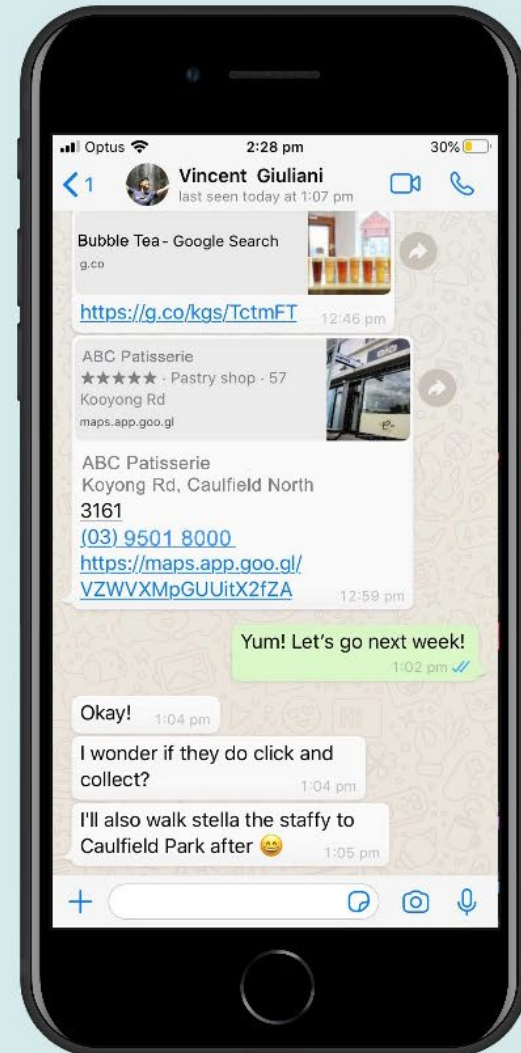 Optus
2:28 pm
30%
1
Vincent Giuliani
last seen today at 1:07 pm
Bubble Tea - Google Search
g.co
https://g.co/kgs/TctmFT
12:46 pm
ABC Patisserie
★★★★★ · Pastry shop · 57
Kooyong Rd
maps.app.goo.gl
ABC Patisserie
Koyong Rd, Caulfield North
3161
(03) 9501 8000
https://maps.app.goo.gl/
VZWVXMpGUUitX2fZA
12:59 pm
Yum! Let's go next week!
1:02 pm
Okay!
1:04 pm
I wonder if they do click and
collect?
1:04 pm
I'll also walk stella the staffy to
Caulfield Park after 😄
1:05 pm